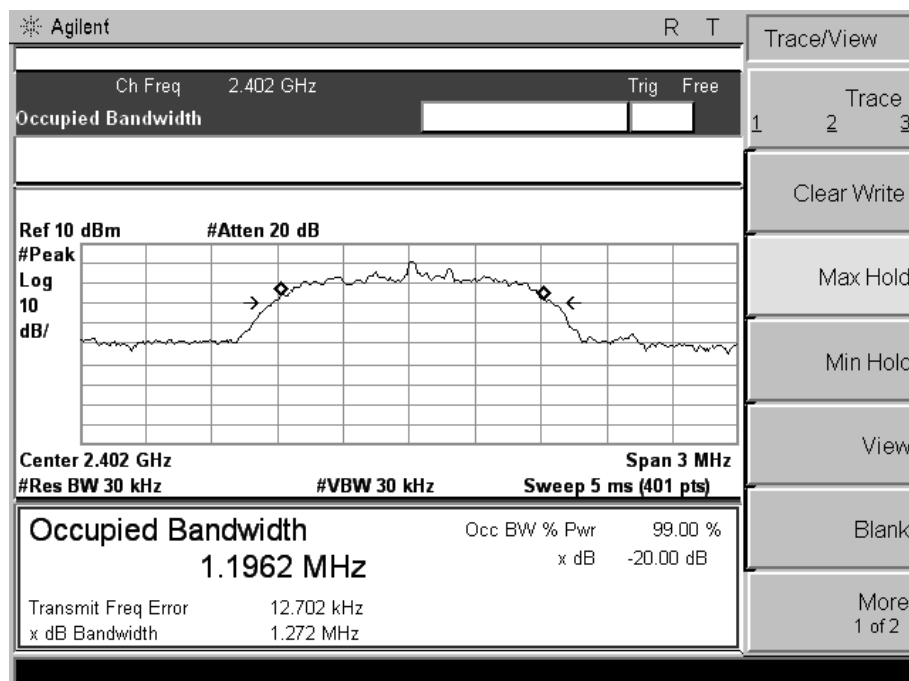 Agilent R T
Trace/View
Ch Freq 2.402 GHz Trig Free
Occupied Bandwidth
Trace
1 2 3
Clear Write
Max Hold
Min Hold
View
Blank
More
1 of 2
Ref 10 dBm #Atten 20 dB
#Peak
Log
10
dB/
Center 2.402 GHz Span 3 MHz
#Res BW 30 kHz #VBW 30 kHz Sweep 5 ms (401 pts)
Occupied Bandwidth
1.1962 MHz
Occ BW % Pwr 99.00 %
x dB -20.00 dB
Transmit Freq Error 12.702 kHz
x dB Bandwidth 1.272 MHz